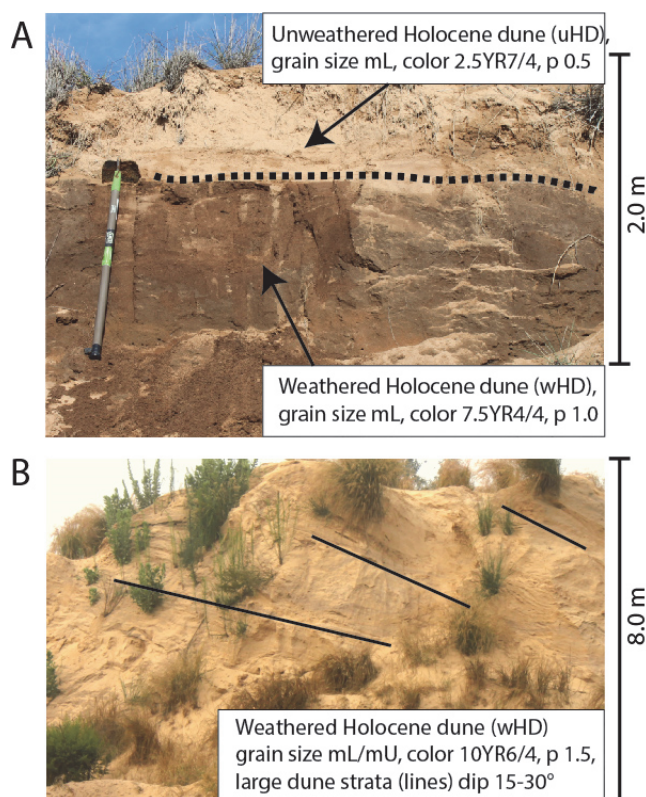 A
Unweathered Holocene dune (uHD),
grain size mL, color 2.5YR7/4, p 0.5
2.0 m
Weathered Holocene dune (wHD),
grain size mL, color 7.5YR4/4, p 1.0
B
8.0 m
Weathered Holocene dune (wHD)
grain size mL/mU, color 10YR6/4, p 1.5,
large dune strata (lines) dip 15-30°